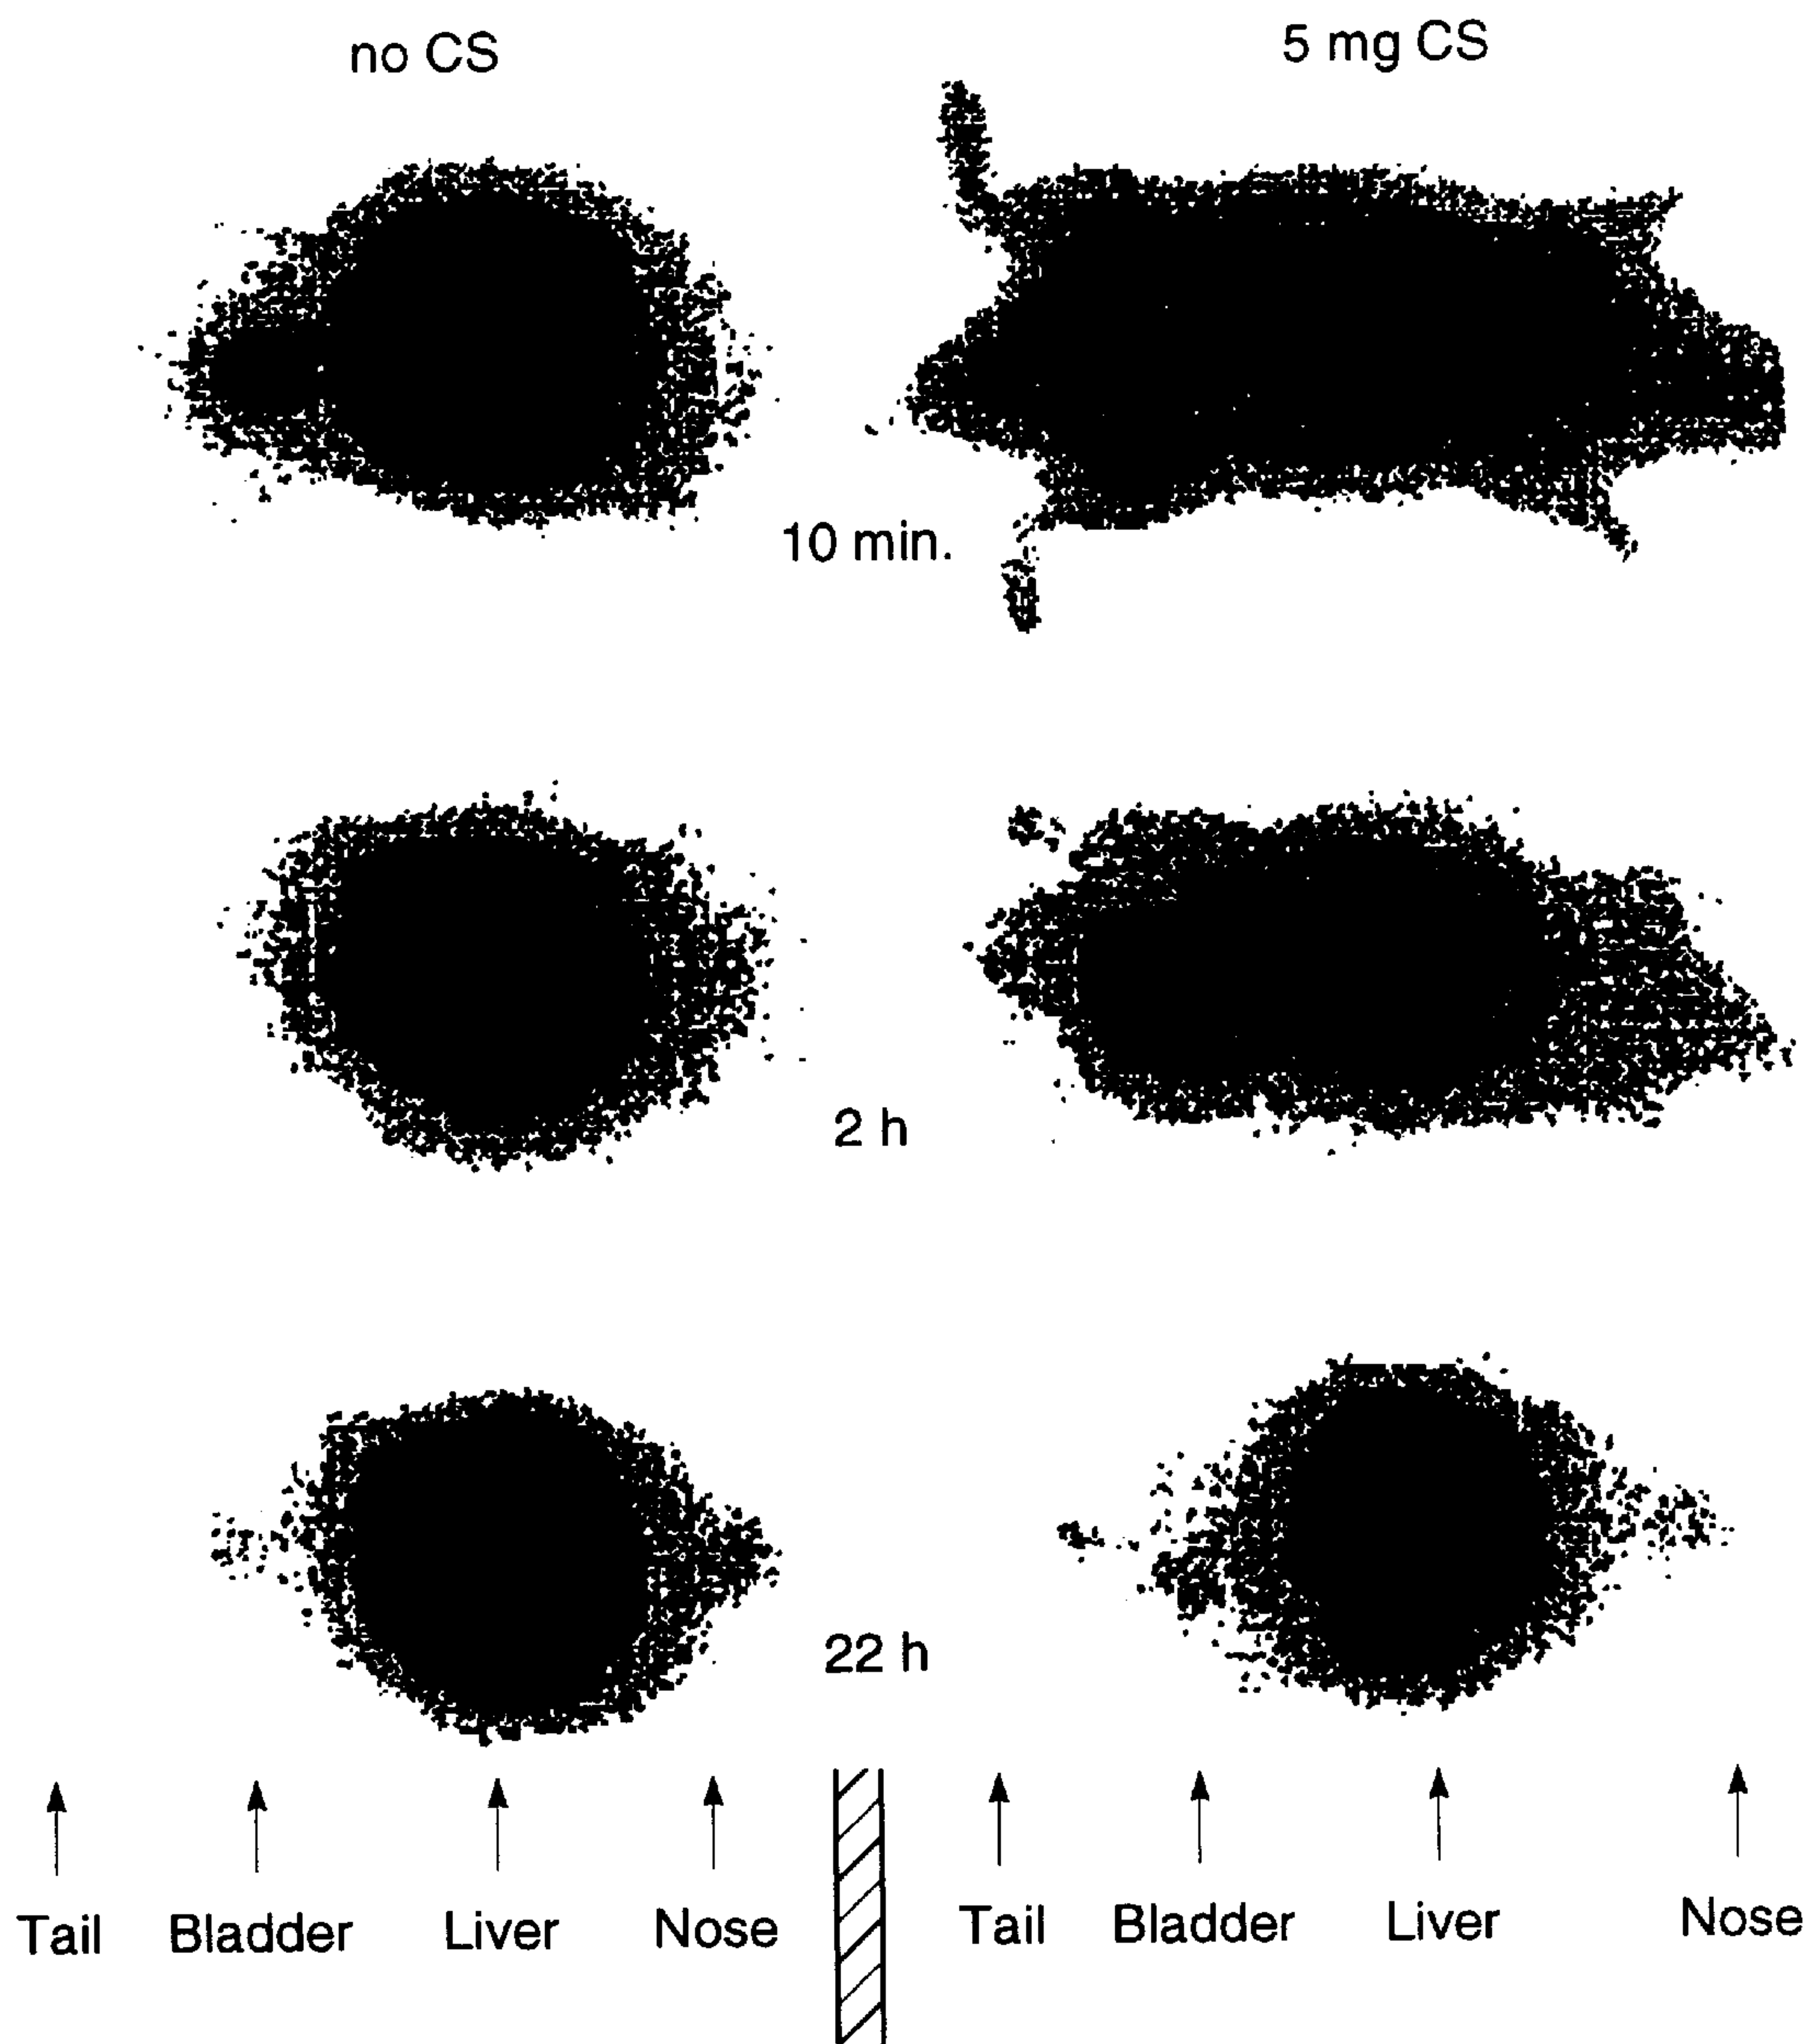 no CS
5 mg CS
10 min.
2 h
22 h
Tail Bladder Liver Nose
Tail Bladder Liver Nose